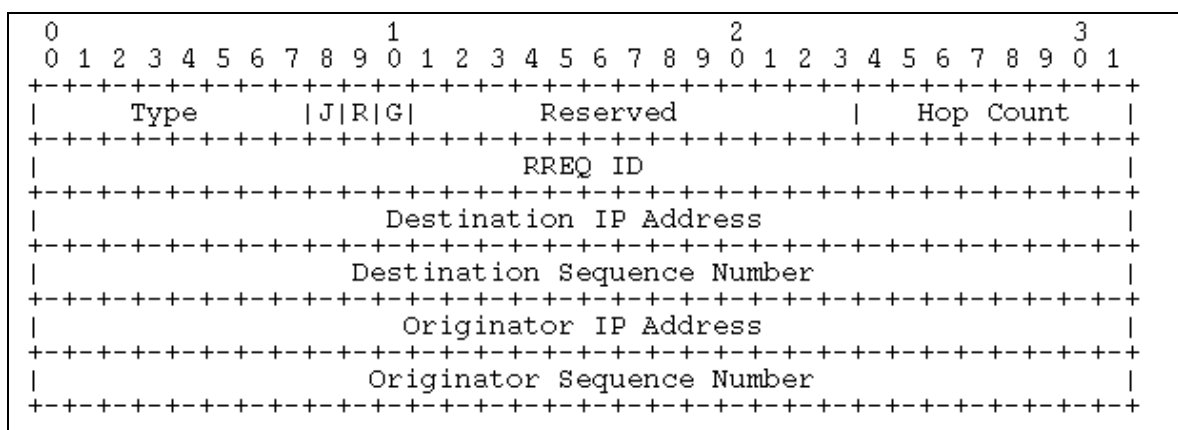 0                   1                   2                   3
0 1 2 3 4 5 6 7 8 9 0 1 2 3 4 5 6 7 8 9 0 1 2 3 4 5 6 7 8 9 0 1
+-+-+-+-+-+-+-+-+-+-+-+-+-+-+-+-+-+-+-+-+-+-+-+-+-+-+-+-+-+-+-+-+
|     Type      |J|R|G|       Reserved          |   Hop Count   |
+-+-+-+-+-+-+-+-+-+-+-+-+-+-+-+-+-+-+-+-+-+-+-+-+-+-+-+-+-+-+-+-+
|                            RREQ ID                            |
+-+-+-+-+-+-+-+-+-+-+-+-+-+-+-+-+-+-+-+-+-+-+-+-+-+-+-+-+-+-+-+-+
|                    Destination IP Address                     |
+-+-+-+-+-+-+-+-+-+-+-+-+-+-+-+-+-+-+-+-+-+-+-+-+-+-+-+-+-+-+-+-+
|                  Destination Sequence Number                  |
+-+-+-+-+-+-+-+-+-+-+-+-+-+-+-+-+-+-+-+-+-+-+-+-+-+-+-+-+-+-+-+-+
|                     Originator IP Address                     |
+-+-+-+-+-+-+-+-+-+-+-+-+-+-+-+-+-+-+-+-+-+-+-+-+-+-+-+-+-+-+-+-+
|                   Originator Sequence Number                  |
+-+-+-+-+-+-+-+-+-+-+-+-+-+-+-+-+-+-+-+-+-+-+-+-+-+-+-+-+-+-+-+-+